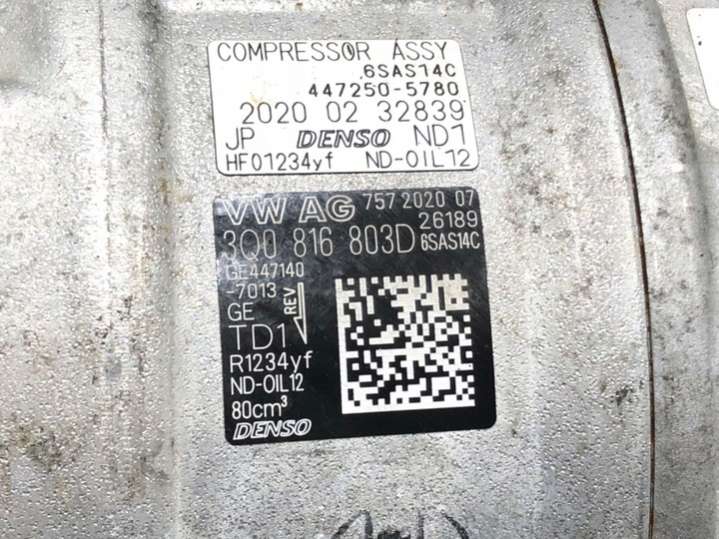 COMPRESSOR ASSY
6SAS14C
447250-5780
2020 02 32839
JP DENSO ND1
HFO1234yf ND-OIL12
VW AG 757 2020 07
26189
3Q0 816 803D 6SAS14C
GE447140
-7013
REV
GE
TD1
R1234yf
ND-OIL12
80cm³
DENSO